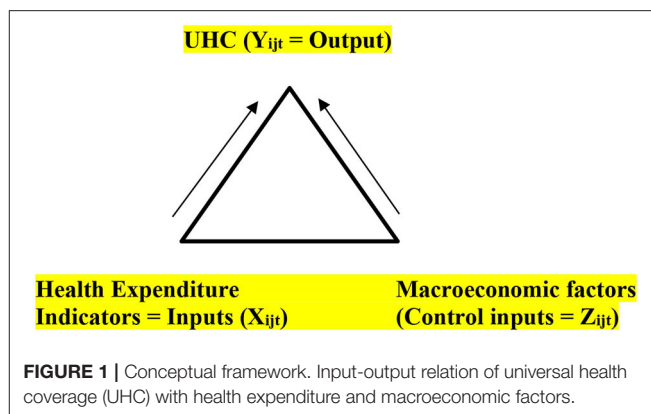 UHC (Yijt = Output)
Health Expenditure Macroeconomic factors
Indicators = Inputs (Xijt) (Control inputs = Zijt)
FIGURE 1 | Conceptual framework. Input-output relation of universal health
coverage (UHC) with health expenditure and macroeconomic factors.